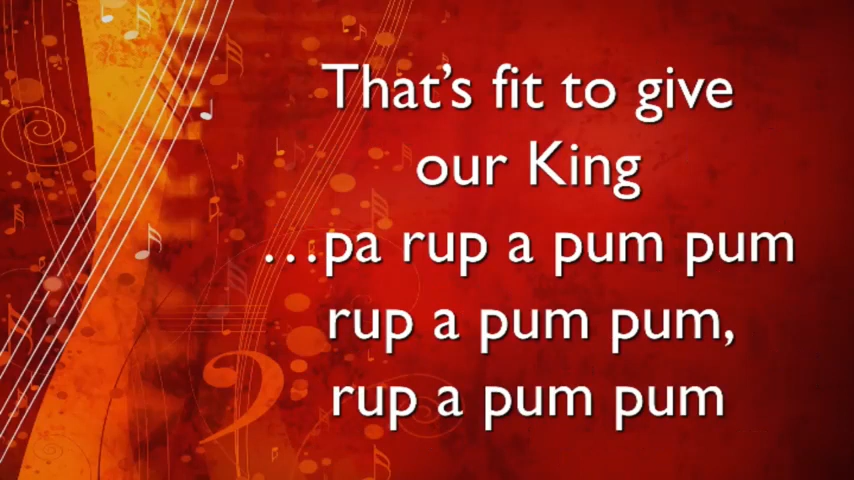 That’s fit to give
our King
…pa rup a pum pum
rup a pum pum,
rup a pum pum